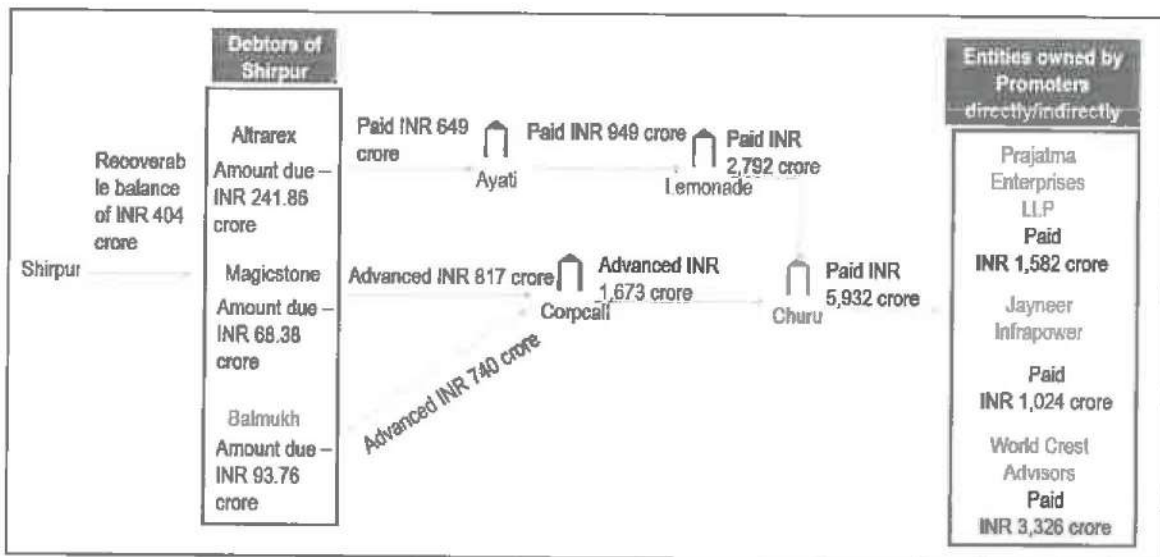 Debtors of
Shirpur
Entities owned by
Promoters
directly/indirectly
Recoverab
le balance
of INR 404
crore
Shirpur
Altrarex
Amount due –
INR 241.86
crore
Magicstone
Amount due –
INR 68.38
crore
Balmukh
Amount due –
INR 93.76
crore
Paid INR 649
crore
Ayati
Paid INR 949 crore
Lemonade
Paid INR
2,792 crore
Advanced INR 817 crore
Corpcall
Advanced INR
1,673 crore
Churu
Paid INR
5,932 crore
Advanced INR 740 crore
Prajatma
Enterprises
LLP
Paid
INR 1,582 crore
Jayneer
Infrapower
Paid
INR 1,024 crore
World Crest
Advisors
Paid
INR 3,326 crore